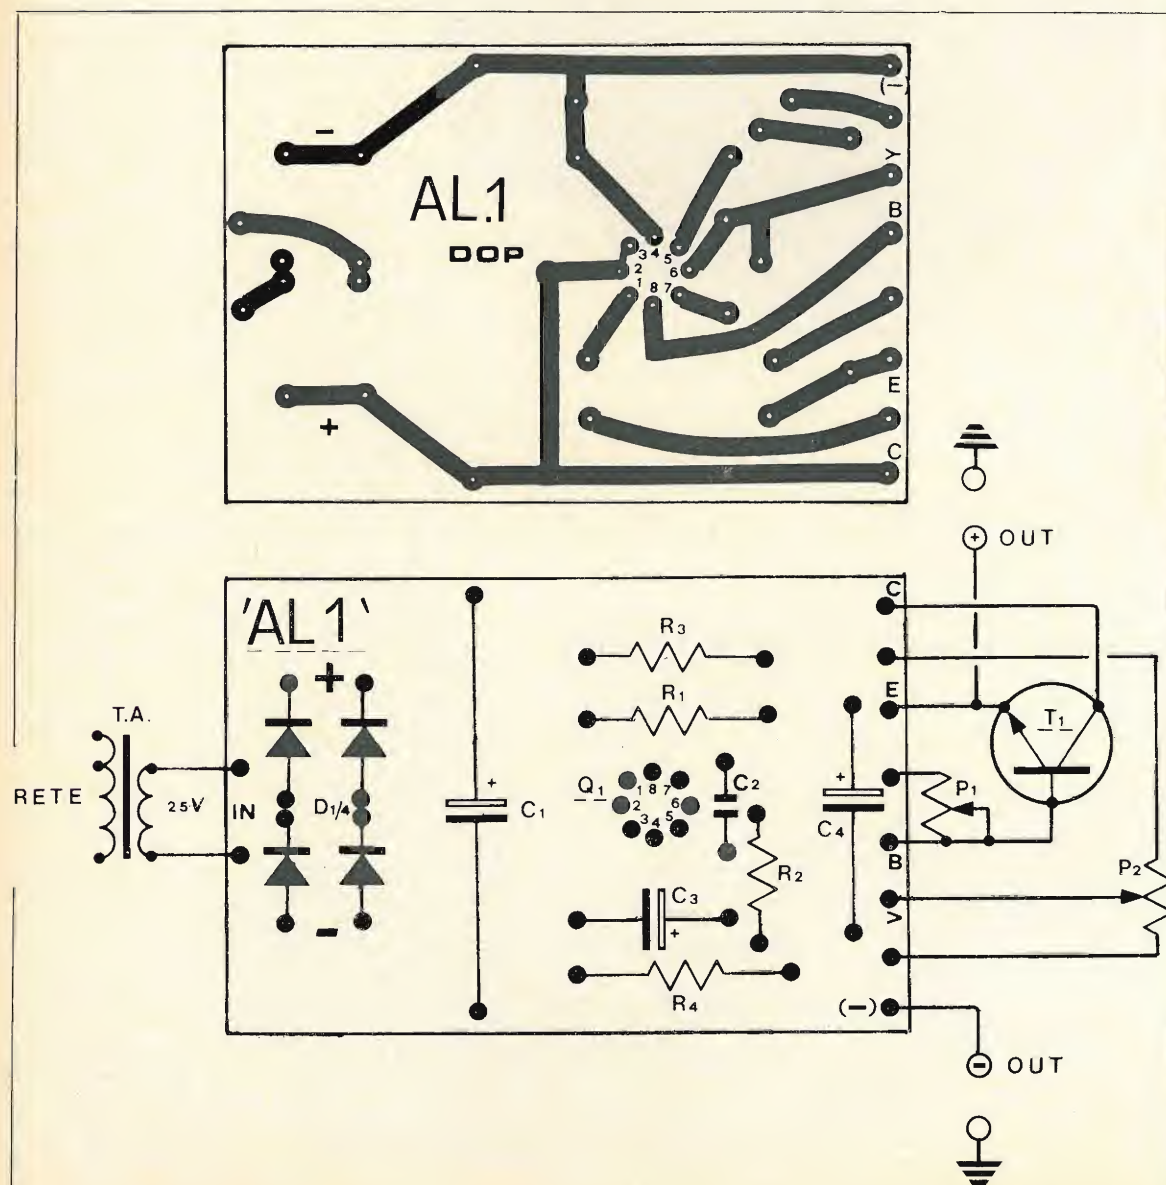 (—)
Y
B
E
C
-
+
AL.1
DOP
3 4 5
2 6
1 8 7
+ OUT
'AL1'
T.A.
RETE
25V
IN
+
D1/4
-
+
C1
R3
R1
Q1
1 8 7
2 6
3 4 5
C2
R2
C3
+
R4
+
C4
C
E
B
V
(—)
T1
P1
P2
- OUT